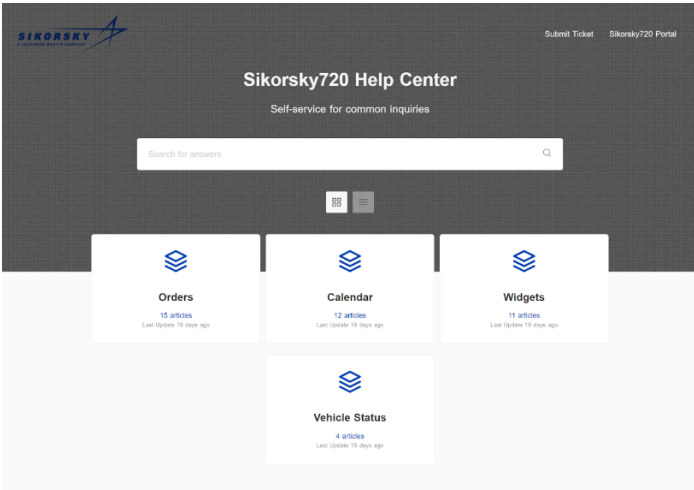 SIKORSKY
A LOCKHEED MARTIN COMPANY
Submit Ticket Sikorsky720 Portal
Sikorsky720 Help Center
Self-service for common inquiries
Search for answers
Orders
15 articles
Last Update 19 days ago
Calendar
12 articles
Last Update 19 days ago
Widgets
11 articles
Last Update 19 days ago
Vehicle Status
4 articles
Last Update 19 days ago